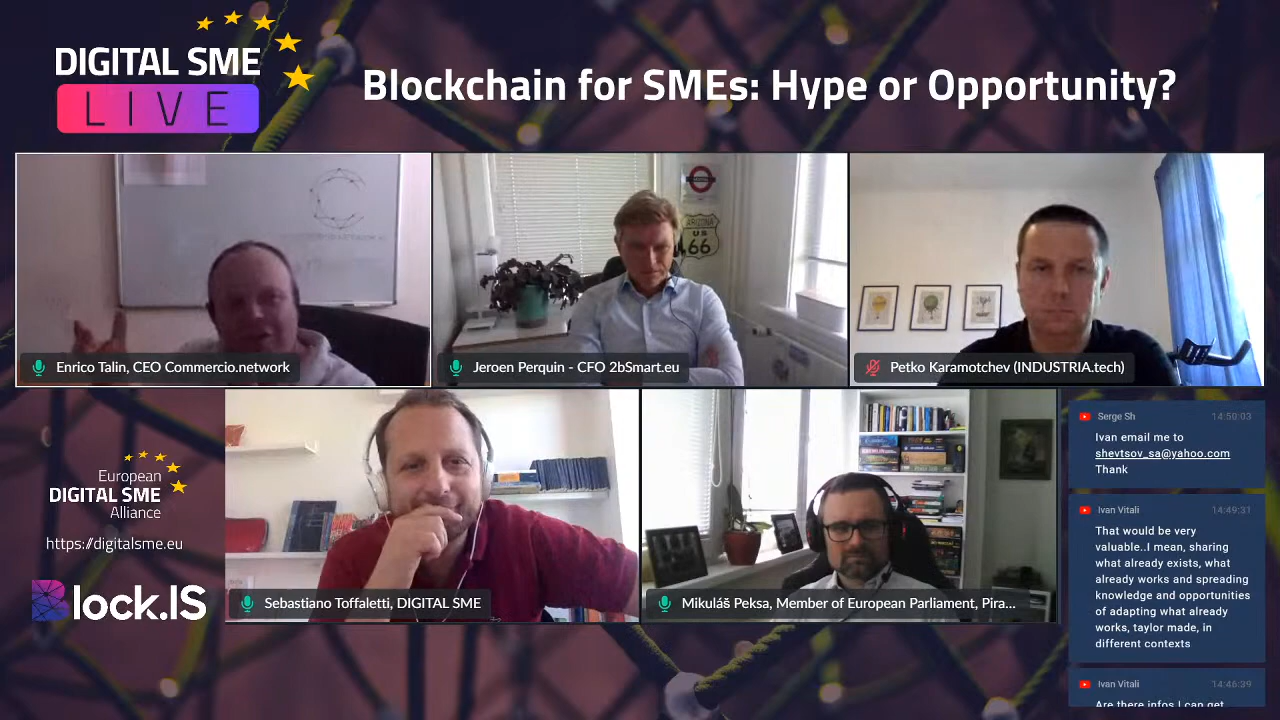 DIGITAL SME
LIVE
Blockchain for SMEs: Hype or Opportunity?
ARIZONA
US
66
Enrico Talin, CEO Commercio.network
Jeroen Perquin - CFO 2bSmart.eu
Petko Karamotchev (INDUSTRIA.tech)
European
DIGITAL SME
Alliance
https://digitalsme.eu
Block.IS
Sebastiano Toffaletti, DIGITAL SME
Mikuláš Peksa, Member of European Parliament, Pira...
Serge Sh 14:50:03
Ivan email me to
shevtsov_sa@yahoo.com
Thank
Ivan Vitali 14:49:31
That would be very
valuable..I mean, sharing
what already exists, what
already works and spreading
knowledge and opportunities
of adapting what already
works, taylor made, in
different contexts
Ivan Vitali 14:46:39
Are there infos I can get